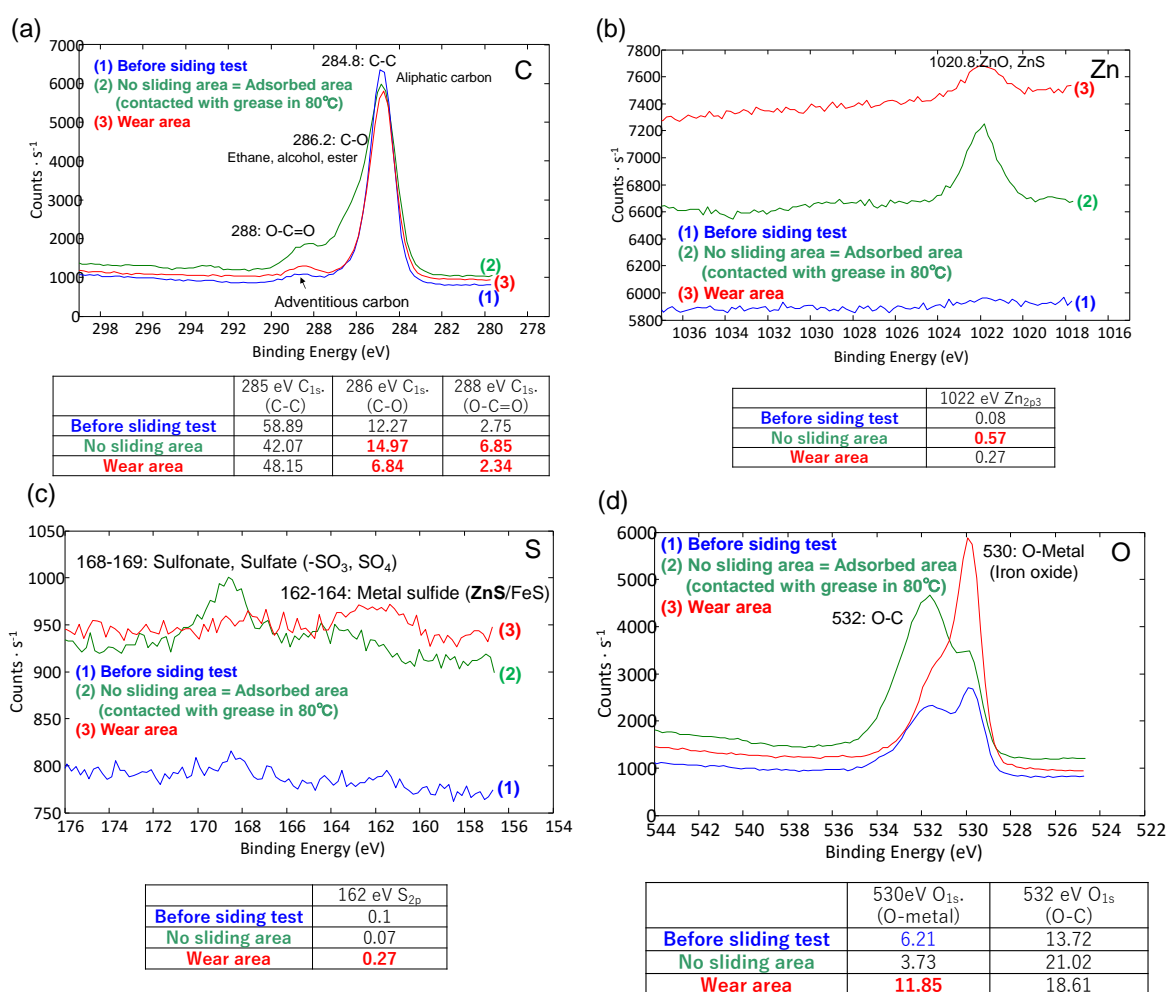 (a)
7000
6000
5000
4000
3000
2000
1000
0
Counts · s⁻¹
284.8: C-C
C
(1) Before siding test
Aliphatic carbon
(2) No sliding area = Adsorbed area
(contacted with grease in 80℃)
(3) Wear area
286.2: C-O
Ethane, alcohol, ester
288: O-C=O
Adventitious carbon
(2)
(3)
(1)
298 296 294 292 290 288 286 284 282 280 278
Binding Energy (eV)
285 eV C1s. 286 eV C1s. 288 eV C1s.
(C-C) (C-O) (O-C=O)
Before sliding test 58.89 12.27 2.75
No sliding area 42.07 14.97 6.85
Wear area 48.15 6.84 2.34
(b)
7800
7600
7400
7200
7000
6800
6600
6400
6200
6000
5800
Counts · s⁻¹
1020.8:ZnO, ZnS
Zn
(3)
(2)
(1) Before siding test
(2) No sliding area = Adsorbed area
(contacted with grease in 80℃)
(3) Wear area
(1)
1036 1034 1032 1030 1028 1026 1024 1022 1020 1018 1016
Binding Energy (eV)
1022 eV Zn2p3
Before siding test 0.08
No sliding area 0.57
Wear area 0.27
(c)
1050
1000
950
900
850
800
750
Counts · s⁻¹
S
168-169: Sulfonate, Sulfate (-SO3, SO4)
162-164: Metal sulfide (ZnS/FeS)
(3)
(2)
(1) Before siding test
(2) No sliding area = Adsorbed area
(contacted with grease in 80℃)
(3) Wear area
(1)
176 174 172 170 168 166 164 162 160 158 156 154
Binding Energy (eV)
162 eV S2p
Before siding test 0.1
No sliding area 0.07
Wear area 0.27
(d)
6000
5000
4000
3000
2000
1000
0
Counts · s⁻¹
(1) Before siding test
(2) No sliding area = Adsorbed area
(contacted with grease in 80℃)
(3) Wear area
530: O-Metal
(Iron oxide)
O
532: O-C
544 542 540 538 536 534 532 530 528 526 524 522
Binding Energy (eV)
530eV O1s. 532 eV O1s
(O-metal) (O-C)
Before sliding test 6.21 13.72
No sliding area 3.73 21.02
Wear area 11.85 18.61